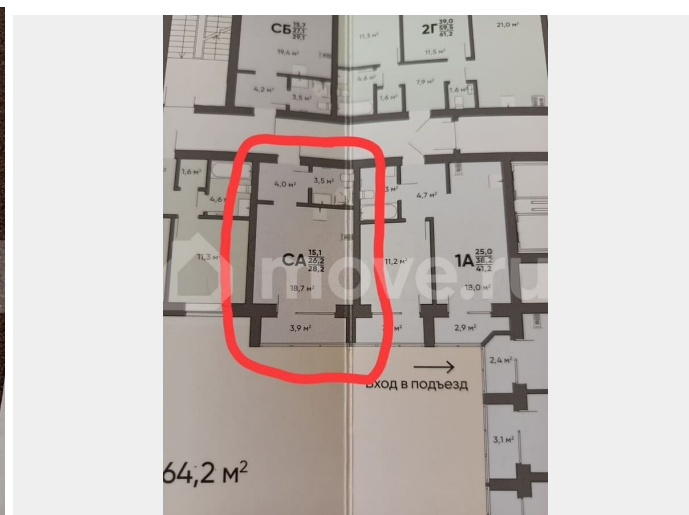 СБ 15,7 27,1 29,1
19,4 м²
4,2 м²
3,5 м²
11,3 м²
2Г 39,0 59,5 61,2
11,5 м²
21,0 м²
4,6 м²
1,6 м²
7,9 м²
1,6 м²
1,6 м²
4,6 м²
11,3 м²
4,0 м²
3,5 м²
СА 15,1 26,2 28,2
18,7 м²
3,9 м²
3 м²
4,7 м²
11,2 м²
1А 25,0 38,2 41,2
18,0 м²
м²
2,9 м²
move.ru
Вход в подъезд
2,4 м²
3,1 м²
64,2 м²